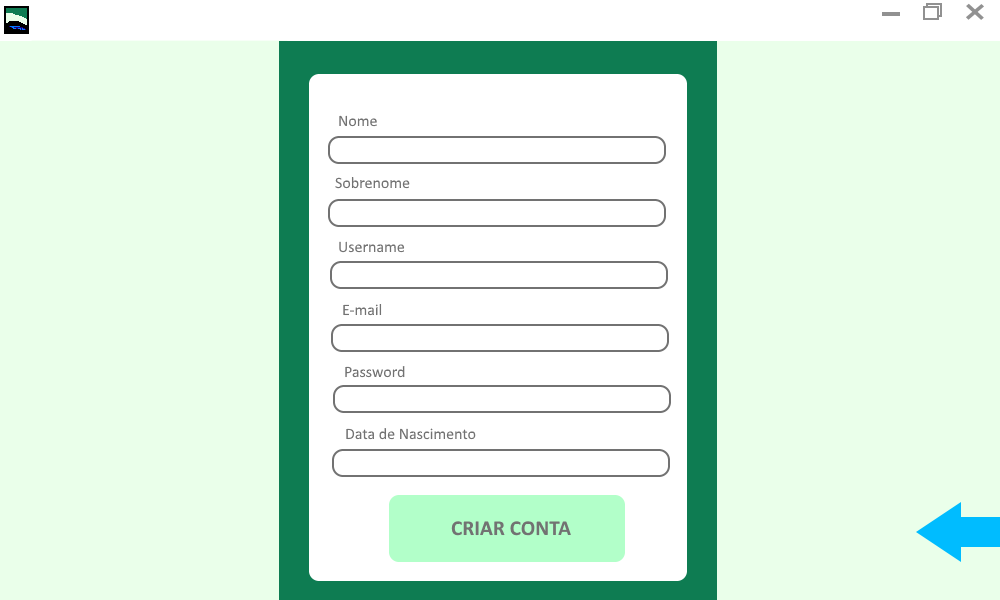 Nome
Sobrenome
Username
E-mail
Password
Data de Nascimento
CRIAR CONTA